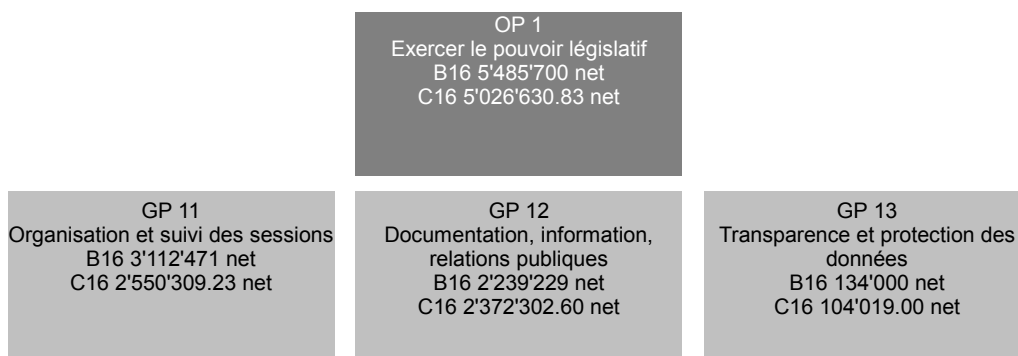 OP 1
Exercer le pouvoir législatif
B16 5'485'700 net
C16 5'026'630.83 net
GP 11
Organisation et suivi des sessions
B16 3'112'471 net
C16 2'550'309.23 net
GP 12
Documentation, information,
relations publiques
B16 2'239'229 net
C16 2'372'302.60 net
GP 13
Transparence et protection des
données
B16 134'000 net
C16 104'019.00 net